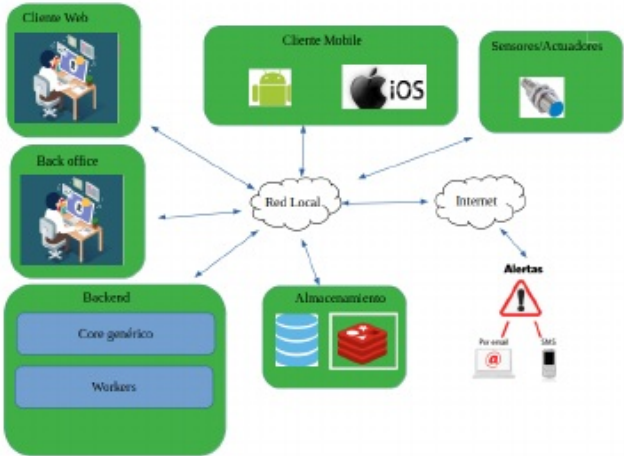 Cliente Web
Cliente Mobile
iOS
Sensores/Actuadores
Back office
Red Local
Internet
Backend
Core genérico
Workers
Almacenamiento
Alertas
Por email
SMS
@